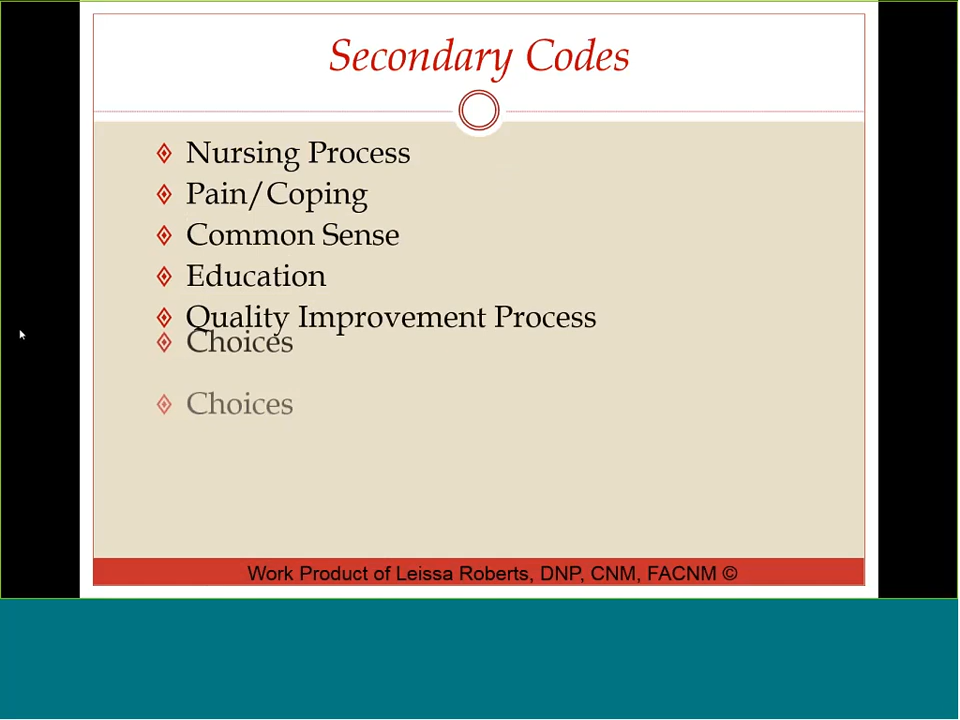 Secondary Codes
Nursing Process
Pain/Coping
Common Sense
Education
Quality Improvement Process
Choices
Choices
Work Product of Leissa Roberts, DNP, CNM, FACNM ©